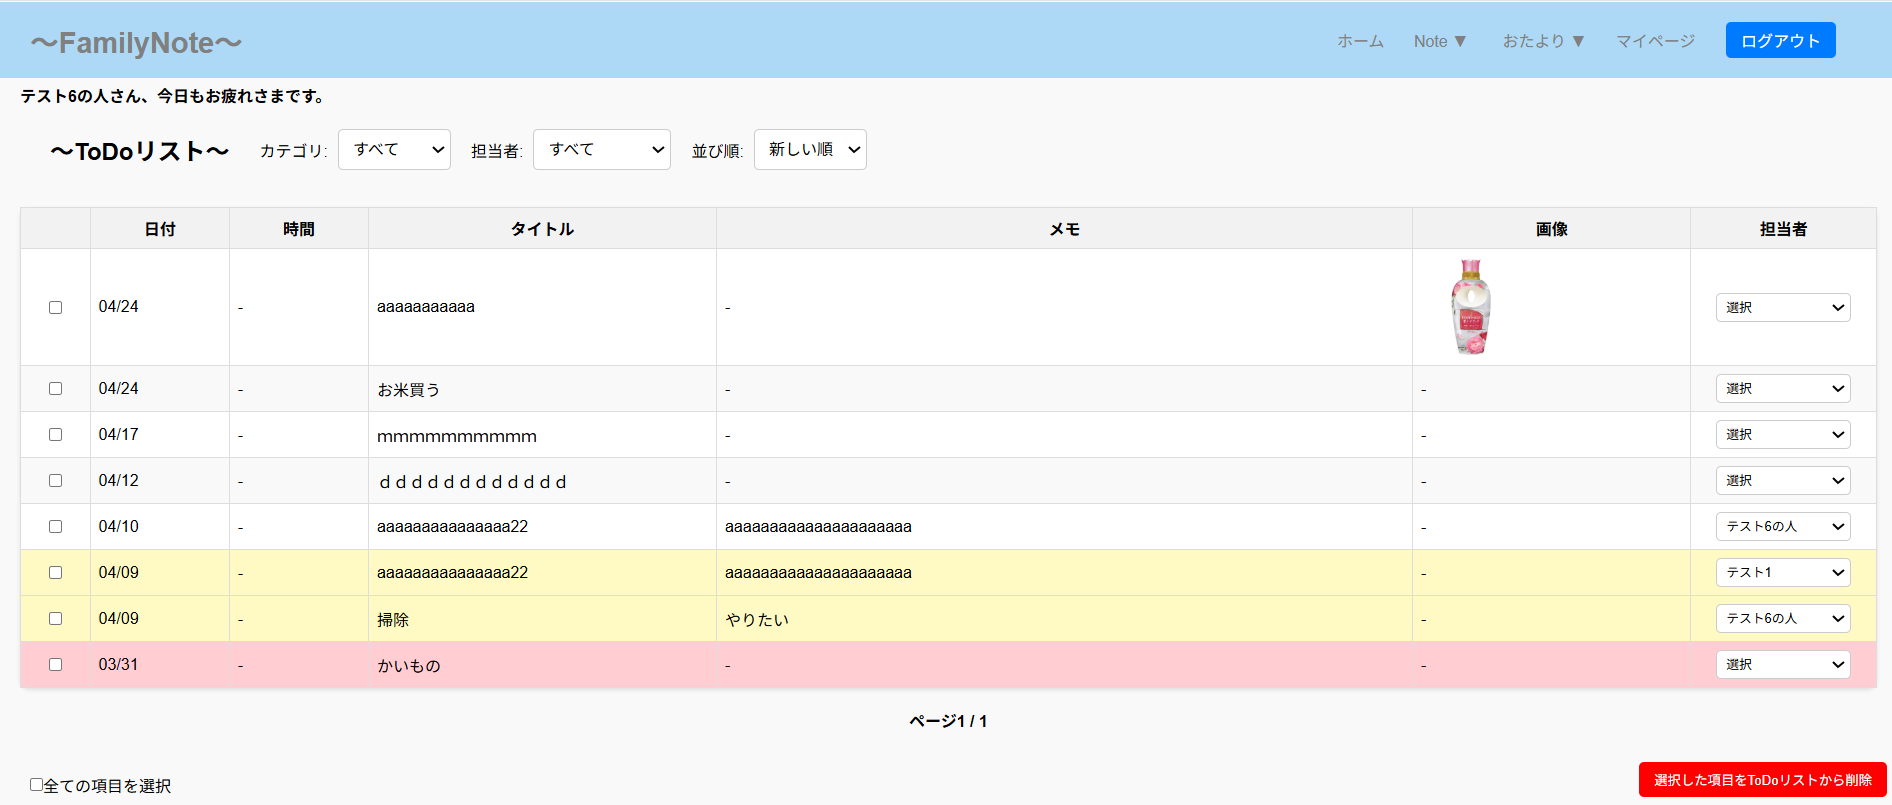 ～FamilyNote～ ホーム Note ▼ おたより ▼ マイページ ログアウト
テスト6の人さん、今日もお疲れさまです。
～ToDoリスト～ カテゴリ: すべて 担当者: すべて 並び順: 新しい順
日付 時間 タイトル メモ 画像 担当者
04/24 - aaaaaaaaaaa - 選択
04/24 - お米買う - - 選択
04/17 - ｍｍｍｍｍｍｍｍｍｍ - - 選択
04/12 - ｄｄｄｄｄｄｄｄｄｄｄｄ - - 選択
04/10 - aaaaaaaaaaaaaaa22 aaaaaaaaaaaaaaaaaaaaa - テスト6の人
04/09 - aaaaaaaaaaaaaaa22 aaaaaaaaaaaaaaaaaaaaa - テスト1
04/09 - 掃除 やりたい - テスト6の人
03/31 - かいもの - - 選択
ページ1 / 1
全ての項目を選択 選択した項目をToDoリストから削除